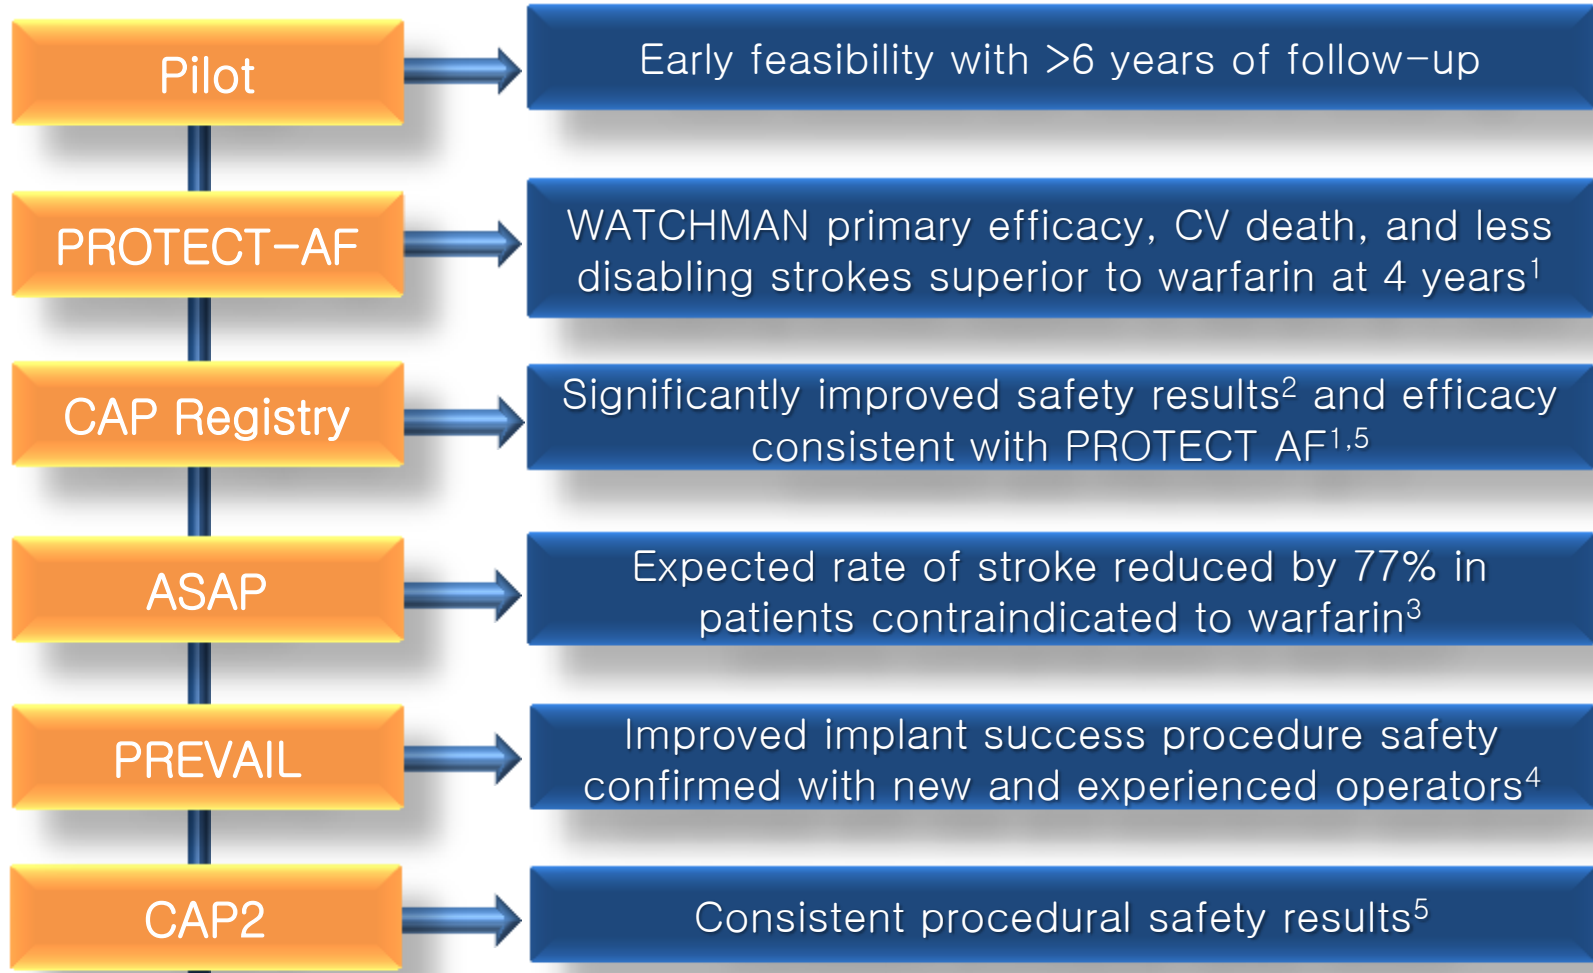 Pilot
Early feasibility with >6 years of follow-up
PROTECT-AF
WATCHMAN primary efficacy, CV death, and less
disabling strokes superior to warfarin at 4 years¹
CAP Registry
Significantly improved safety results² and efficacy
consistent with PROTECT AF¹,⁵
ASAP
Expected rate of stroke reduced by 77% in
patients contraindicated to warfarin³
PREVAIL
Improved implant success procedure safety
confirmed with new and experienced operators⁴
CAP2
Consistent procedural safety results⁵